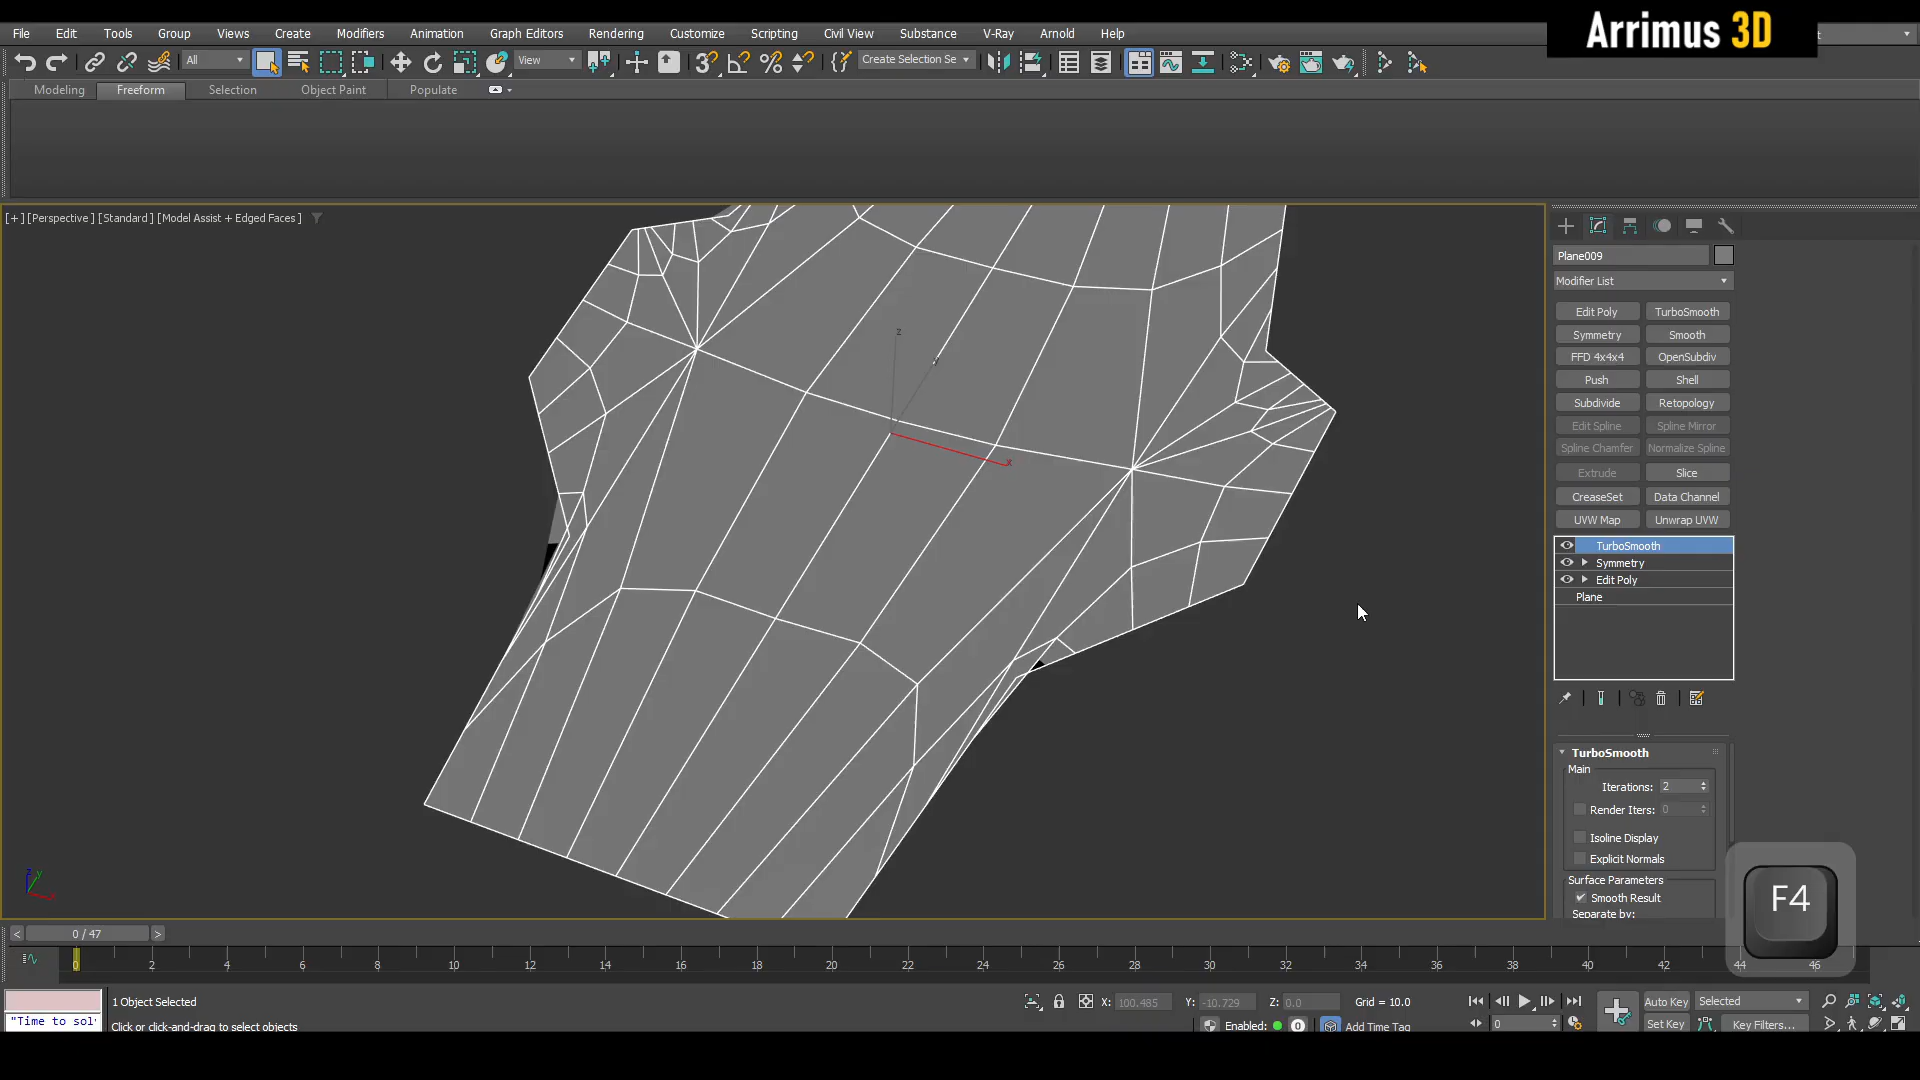 Arrimus 3D
File Edit Tools Group Views Create Modifiers Animation Graph Editors Rendering Customize Scripting Civil View Substance V-Ray Arnold Help
All View Create Selection Se
Modeling Freeform Selection Object Paint Populate
[+] [Perspective] [Standard] [Model Assist + Edged Faces]
Plane009
Modifier List
Edit Poly TurboSmooth
Symmetry Smooth
FFD 4x4x4 OpenSubdiv
Push Shell
Subdivide Retopology
Edit Spline Spline Mirror
Spline Chamfer Normalize Spline
Extrude Slice
CreaseSet Data Channel
UVW Map Unwrap UVW
TurboSmooth
Symmetry
Edit Poly
Plane
z
x
TurboSmooth
Main
Iterations: 2
Render Iters: 0
Isoline Display
Explicit Normals
Surface Parameters
Smooth Result
Separate by:
F4
z y x
< 0 / 47 >
0 2 4 6 8 10 12 14 16 18 20 22 24 26 28 30 32 34 36 38 40 42 44 46
1 Object Selected
X: 100.485 Y: -10.729 Z: 0.0 Grid = 10.0
Auto Key Selected
"Time to sol
Click or click-and-drag to select objects
Enabled: 0 Add Time Tag
0
Set Key Key Filters...